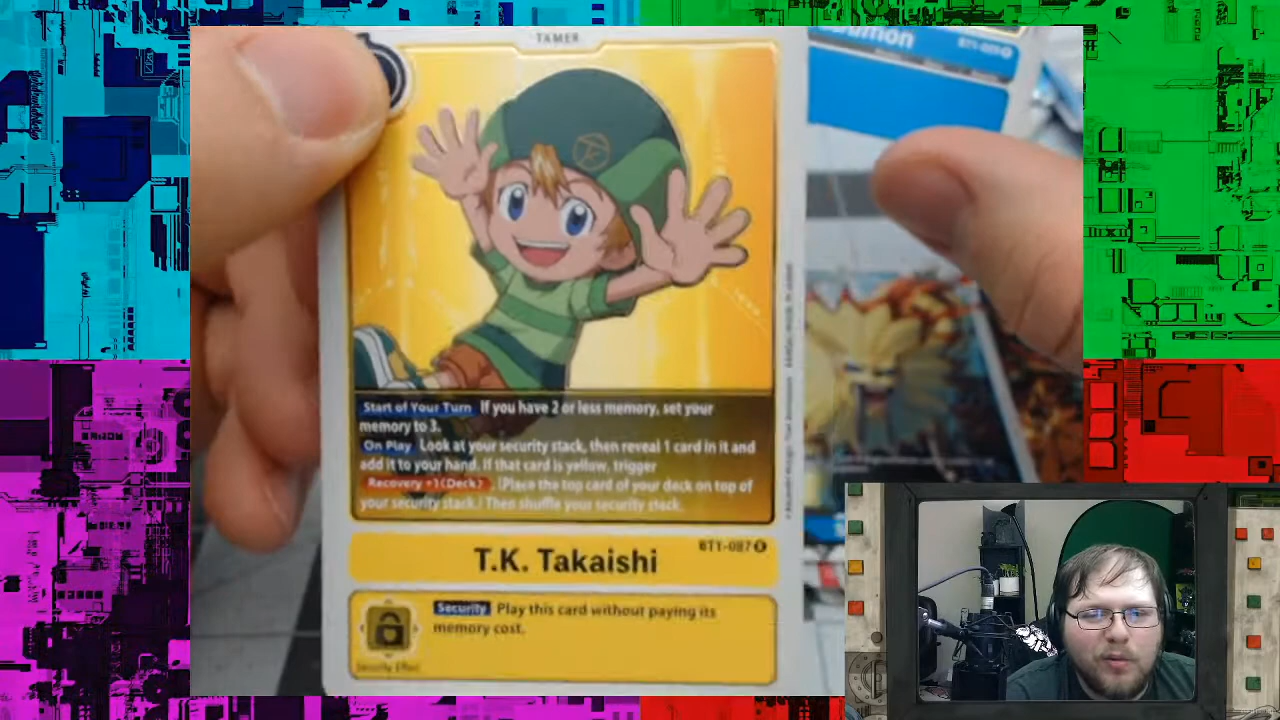 TAMER
Start of Your Turn If you have 2 or less memory, set your
memory to 3.
On Play Look at your security stack, then reveal 1 card in it and
add it to your hand. If that card is yellow, trigger
Recovery +1 (Deck). (Place the top card of your deck on top of
your security stack.) Then shuffle your security stack.
BT1-087 R
T.K. Takaishi
Security Play this card without paying its
memory cost.
Security Effect